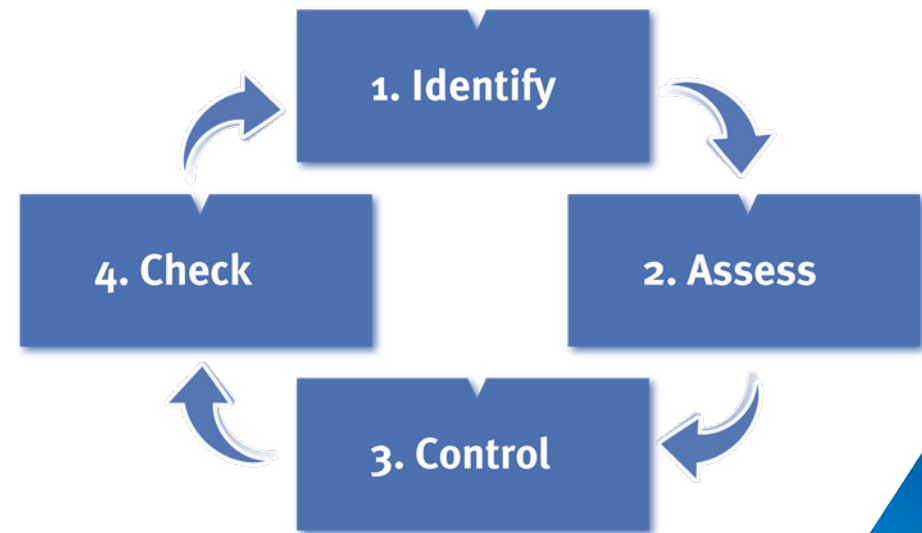 1. Identify
2. Assess
3. Control
4. Check